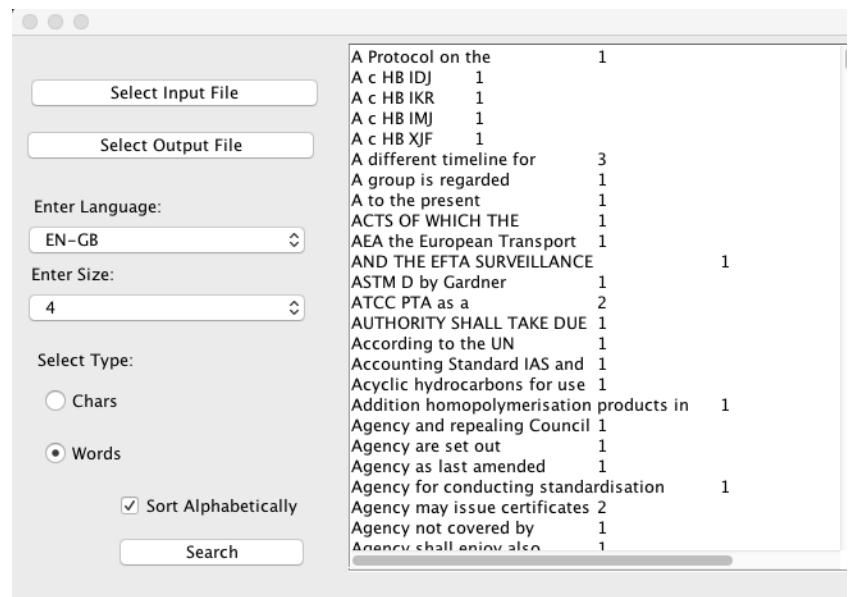 Select Input File
Select Output File
Enter Language:
EN-GB
Enter Size:
4
Select Type:
Chars
Words
Sort Alphabetically
Search
A Protocol on the 1
A c HB IDJ 1
A c HB IKR 1
A c HB IMJ 1
A c HB XJF 1
A different timeline for 3
A group is regarded 1
A to the present 1
ACTS OF WHICH THE 1
AEA the European Transport 1
AND THE EFTA SURVEILLANCE 1
ASTM D by Gardner 1
ATCC PTA as a 2
AUTHORITY SHALL TAKE DUE 1
According to the UN 1
Accounting Standard IAS and 1
Acyclic hydrocarbons for use 1
Addition homopolymerisation products in 1
Agency and repealing Council 1
Agency are set out 1
Agency as last amended 1
Agency for conducting standardisation 1
Agency may issue certificates 2
Agency not covered by 1
Agency shall enjoy also 1